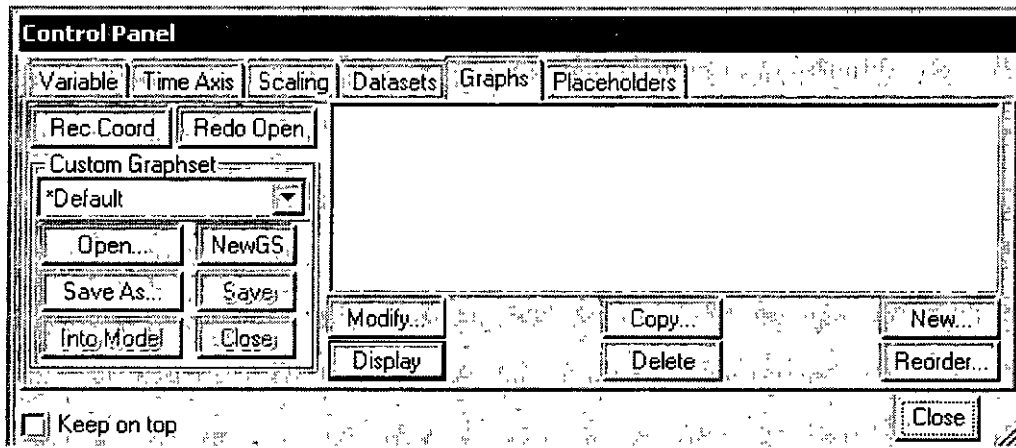 Control Panel
Variable Time Axis Scaling Datasets Graphs Placeholders
Rec Coord Redo Open
Custom Graphset
*Default
Open... NewGS
Save As... Save
Into Model Close
Modify... Copy... New...
Display Delete Reorder...
Keep on top Close